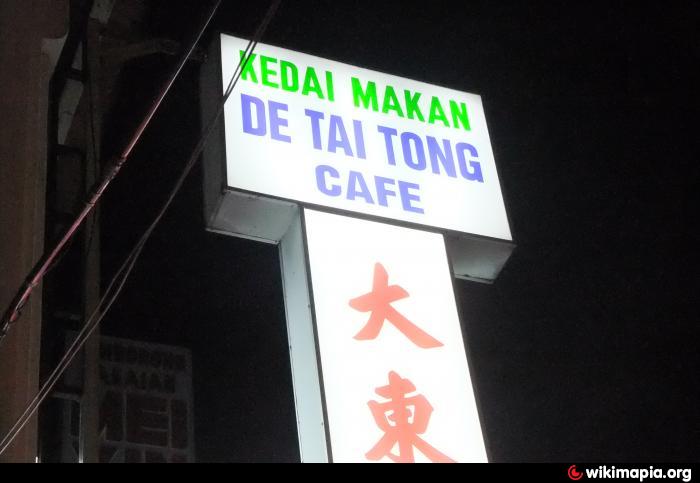 KEDAI MAKAN
DE TAI TONG
CAFE
大
東
wikimapia.org